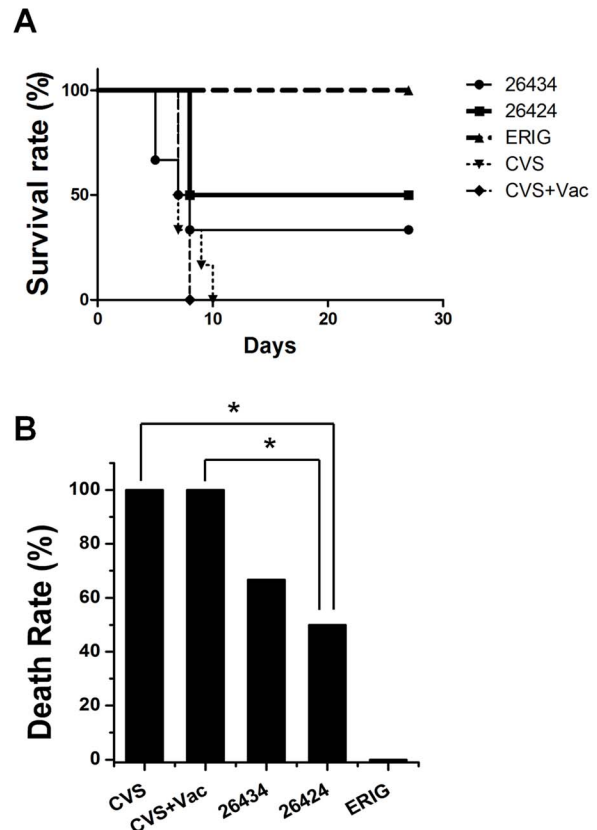 A
Survival rate (%)
100
50
0
0 10 20 30
Days
26434
26424
ERIG
CVS
CVS+Vac
B
*
*
Death Rate (%)
100
80
60
40
20
0
CVS
CVS+Vac
26434
26424
ERIG